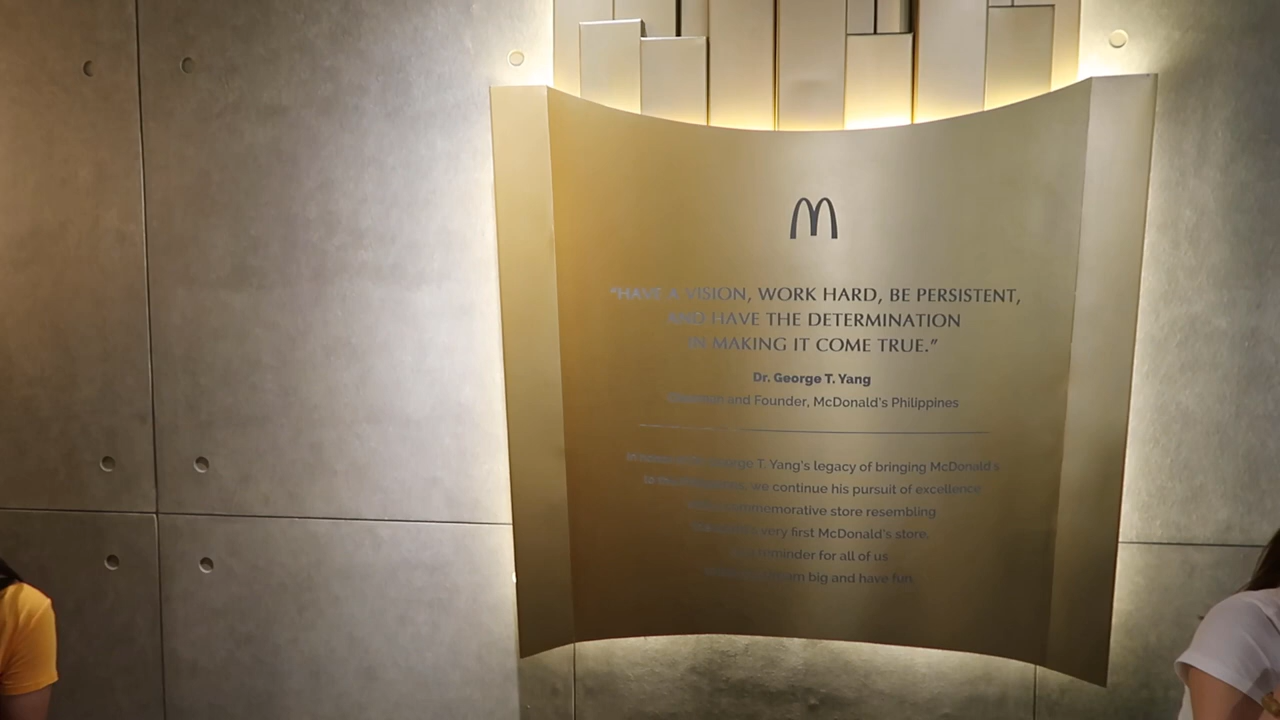 “HAVE A VISION, WORK HARD, BE PERSISTENT,
AND HAVE THE DETERMINATION
IN MAKING IT COME TRUE.”
Dr. George T. Yang
and Founder, McDonald's Philippines
George T. Yang's legacy of bringing McDonald's
we continue his pursuit of excellence
commemorative store resembling
very first McDonald's store.
reminder for all of us
big and have fun.